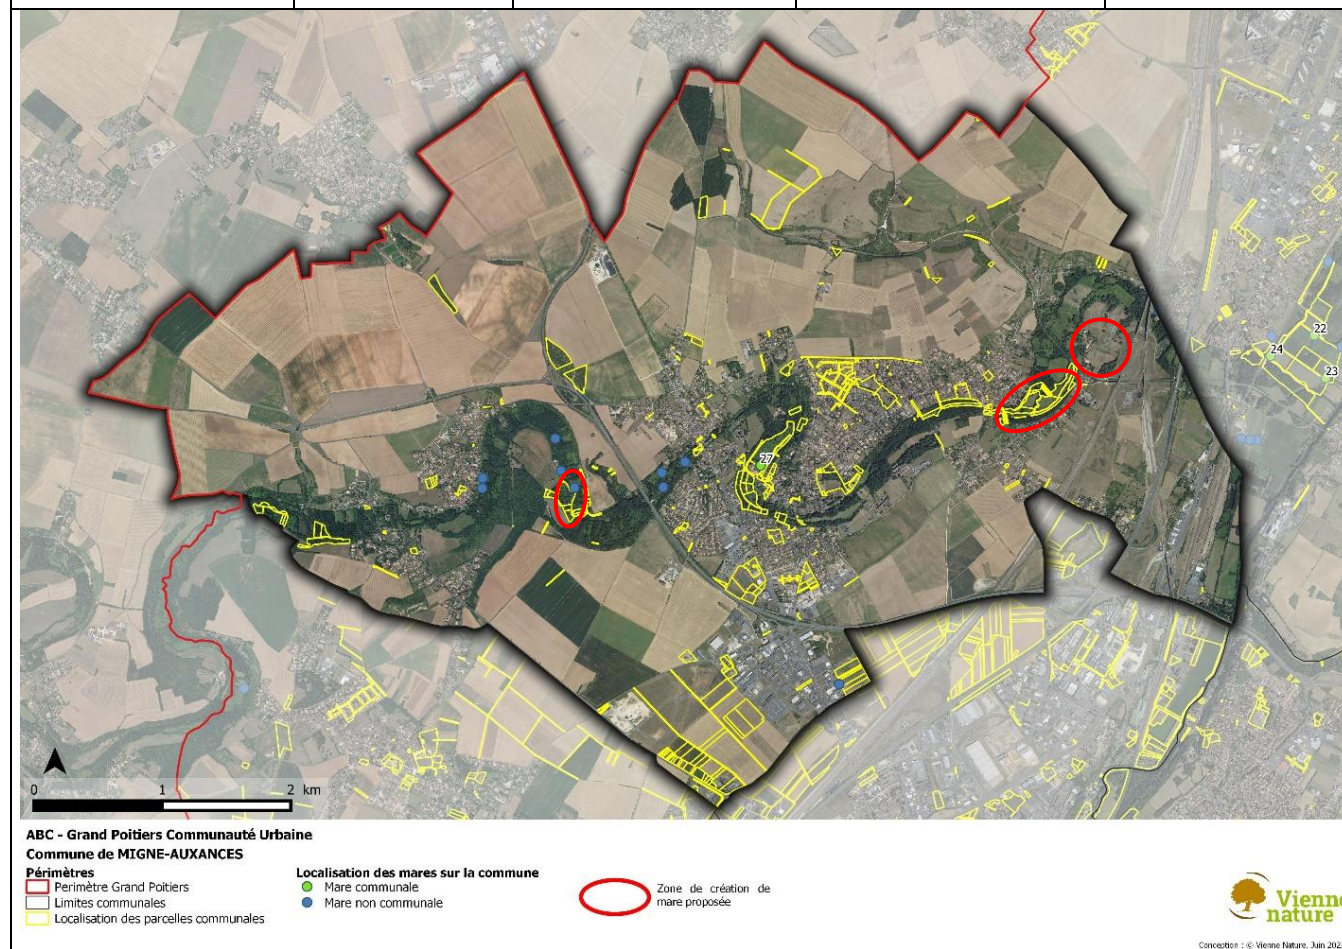 22
24
23
27
0 1 2 km
ABC - Grand Poitiers Communauté Urbaine
Commune de MIGNE-AUXANCES
Périmètres
Perimètre Grand Poitiers
Limites communales
Localisation des parcelles communales
Localisation des mares sur la commune
Mare communale
Mare non communale
Zone de création de
mare proposée
Vienne
nature
Conception : © Vienne Nature. Juin 202